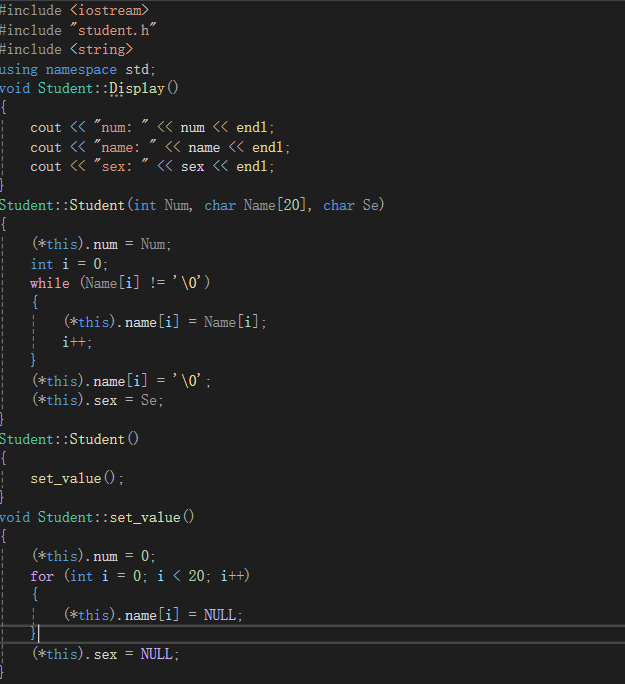 #include <iostream>
#include "student.h"
#include <string>
using namespace std;
void Student::Display()
{
    cout << "num: " << num << endl;
    cout << "name: " << name << endl;
    cout << "sex: " << sex << endl;
}
Student::Student(int Num, char Name[20], char Se)
{
    (*this).num = Num;
    int i = 0;
    while (Name[i] != '\0')
    {
        (*this).name[i] = Name[i];
        i++;
    }
    (*this).name[i] = '\0';
    (*this).sex = Se;
}
Student::Student()
{
    set_value();
}
void Student::set_value()
{
    (*this).num = 0;
    for (int i = 0; i < 20; i++)
    {
        (*this).name[i] = NULL;
    }
    (*this).sex = NULL;
}